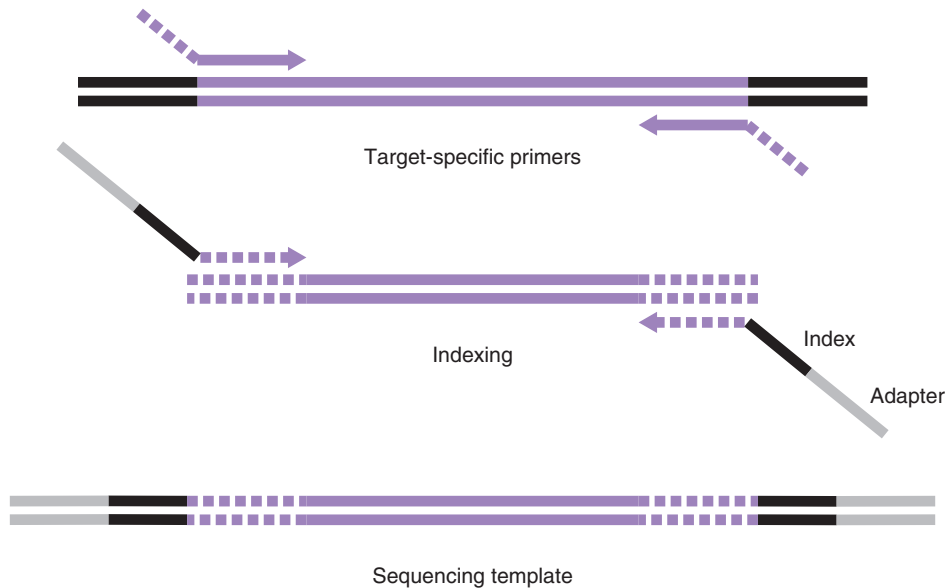 Target-specific primers
Index
Indexing
Adapter
Sequencing template